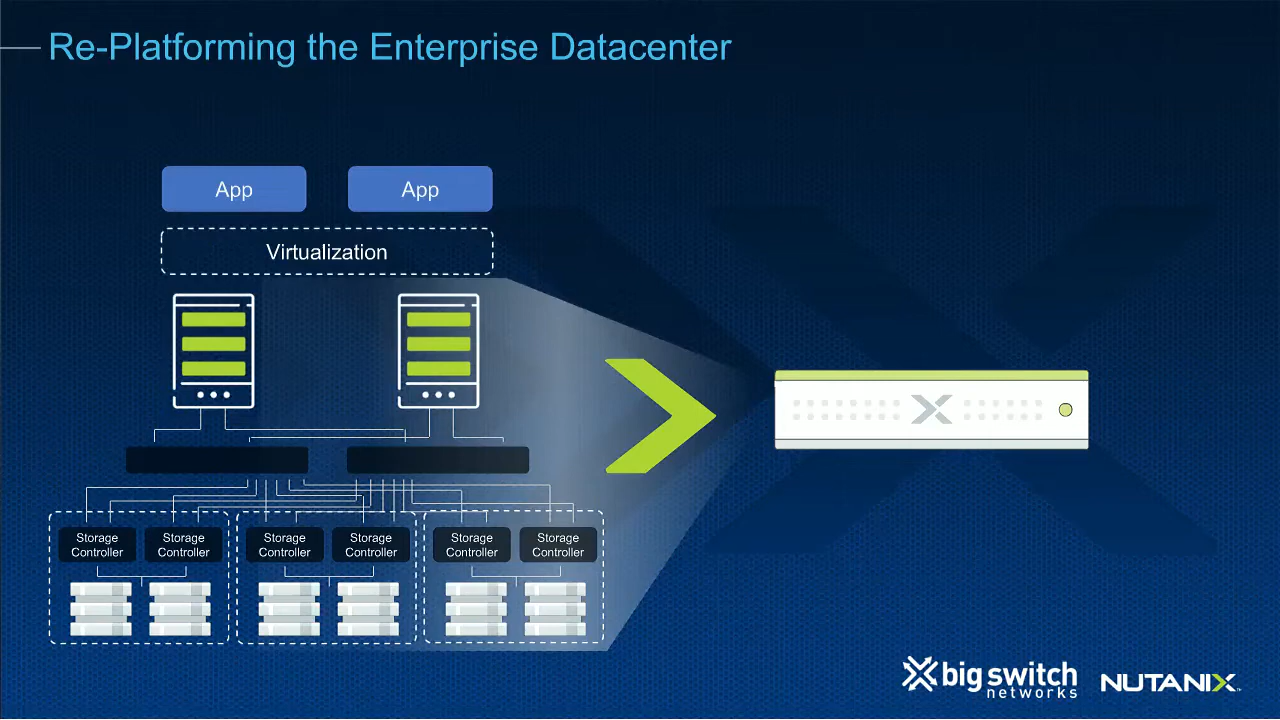 Re-Platforming the Enterprise Datacenter
App
App
Virtualization
Storage
Controller
Storage
Controller
Storage
Controller
Storage
Controller
Storage
Controller
Storage
Controller
big switch
networks
NUTANIX